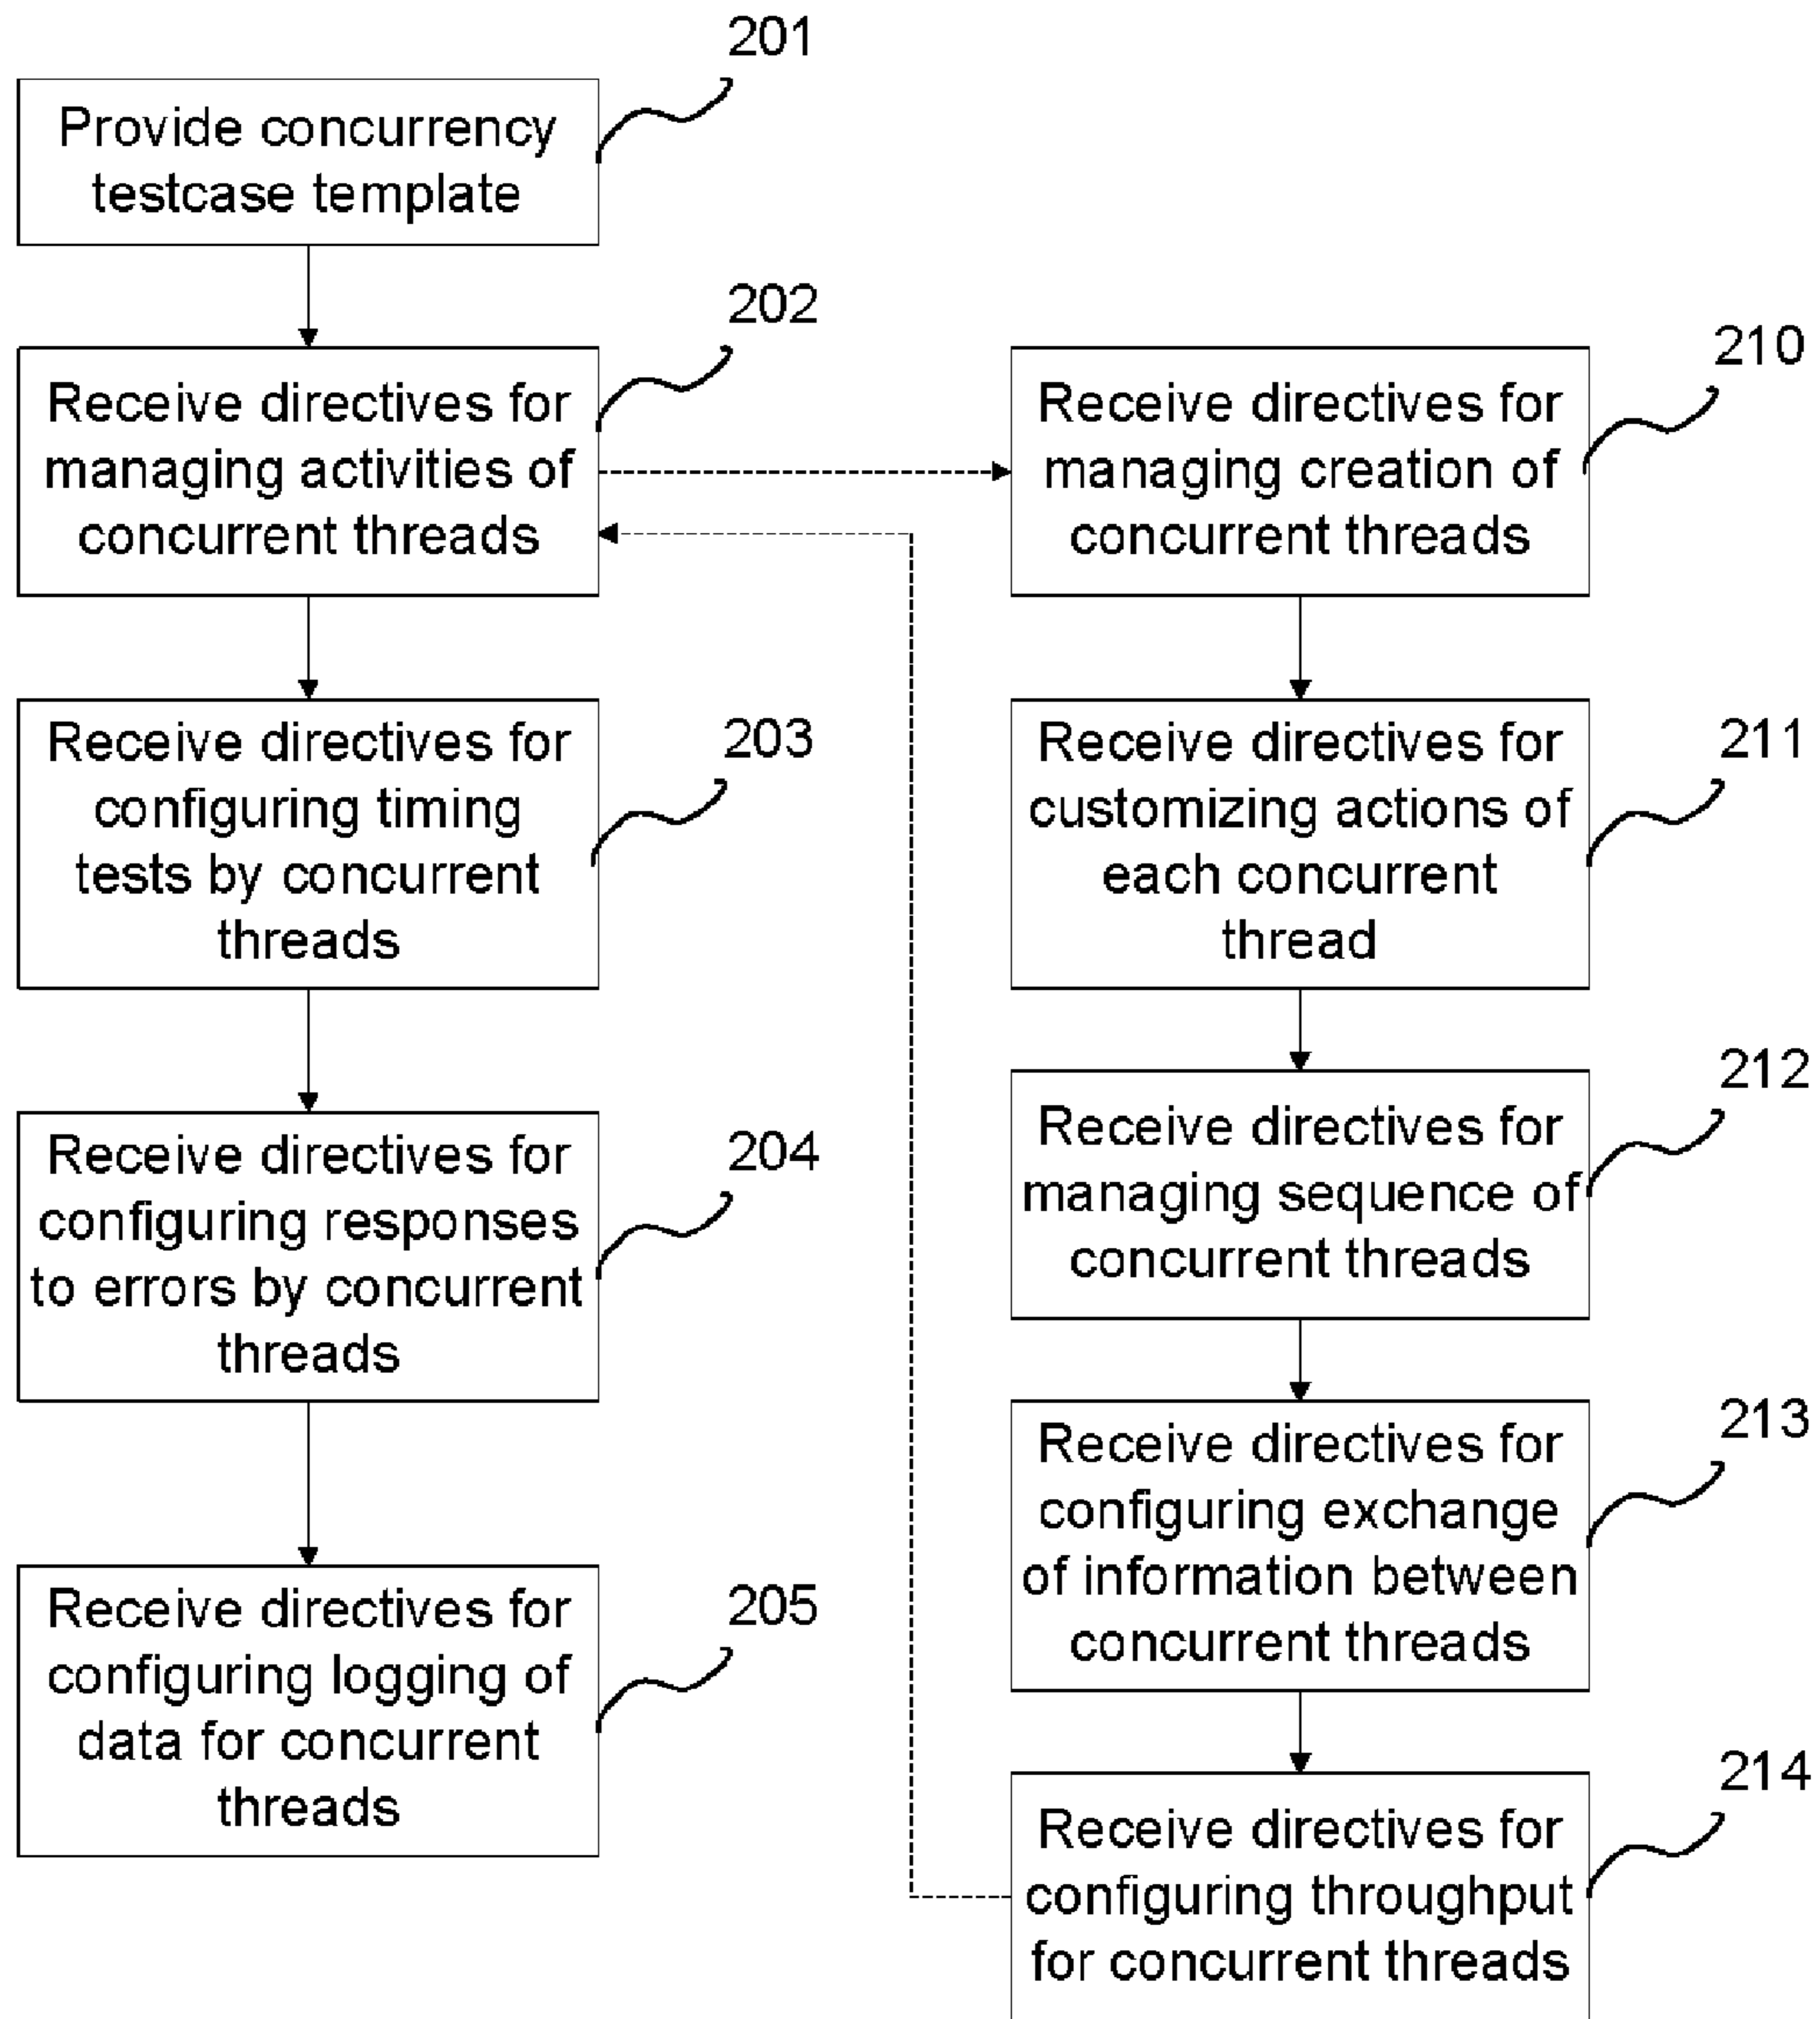 201
Provide concurrency
testcase template
202
Receive directives for
managing activities of
concurrent threads
203
Receive directives for
configuring timing
tests by concurrent
threads
204
Receive directives for
configuring responses
to errors by concurrent
threads
205
Receive directives for
configuring logging of
data for concurrent
threads
210
Receive directives for
managing creation of
concurrent threads
211
Receive directives for
customizing actions of
each concurrent
thread
212
Receive directives for
managing sequence of
concurrent threads
213
Receive directives for
configuring exchange
of information between
concurrent threads
214
Receive directives for
configuring throughput
for concurrent threads